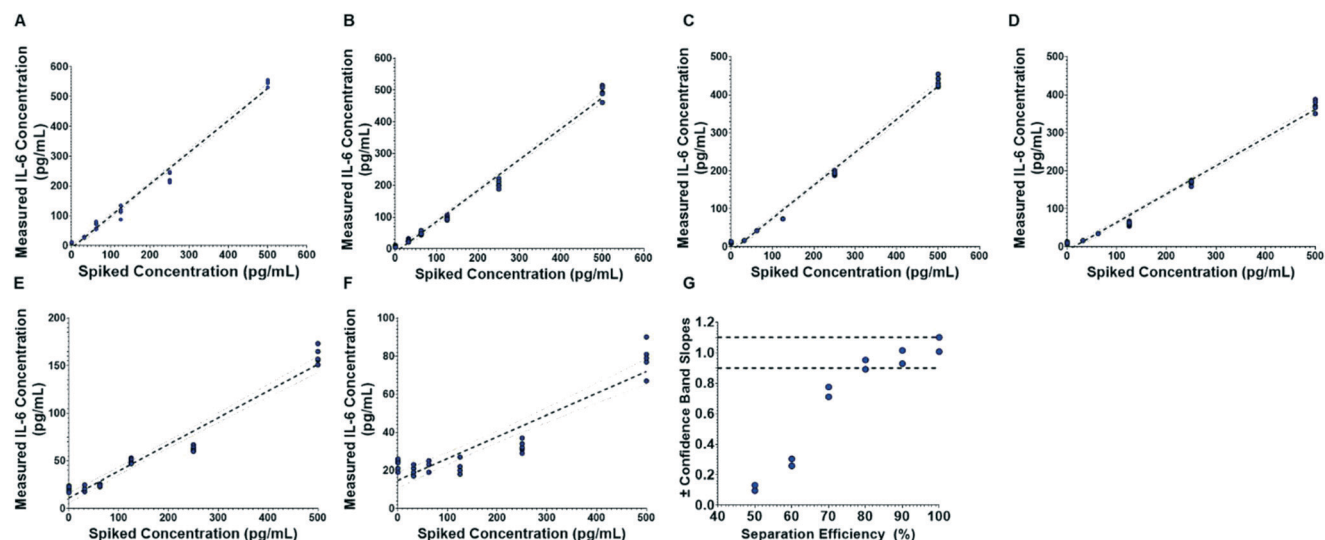 A
Measured IL-6 Concentration
(pg/mL)
600
500
400
300
200
100
0
0 100 200 300 400 500 600
Spiked Concentration (pg/mL)
B
Measured IL-6 Concentration
(pg/mL)
600
500
400
300
200
100
0
0 100 200 300 400 500 600
Spiked Concentration (pg/mL)
C
Measured IL-6 Concentration
(pg/mL)
500
400
300
200
100
0
0 100 200 300 400 500 600
Spiked Concentration (pg/mL)
D
Measured IL-6 Concentration
(pg/mL)
500
400
300
200
100
0
0 100 200 300 400 500
Spiked Concentration (pg/mL)
E
Measured IL-6 Concentration
(pg/mL)
200
150
100
50
0
0 100 200 300 400 500
Spiked Concentration (pg/mL)
F
Measured IL-6 Concentration
(pg/mL)
100
80
60
40
20
0
0 100 200 300 400 500
Spiked Concentration (pg/mL)
G
± Confidence Band Slopes
1.2
1.0
0.8
0.6
0.4
0.2
0.0
40 50 60 70 80 90 100
Separation Efficiency (%)